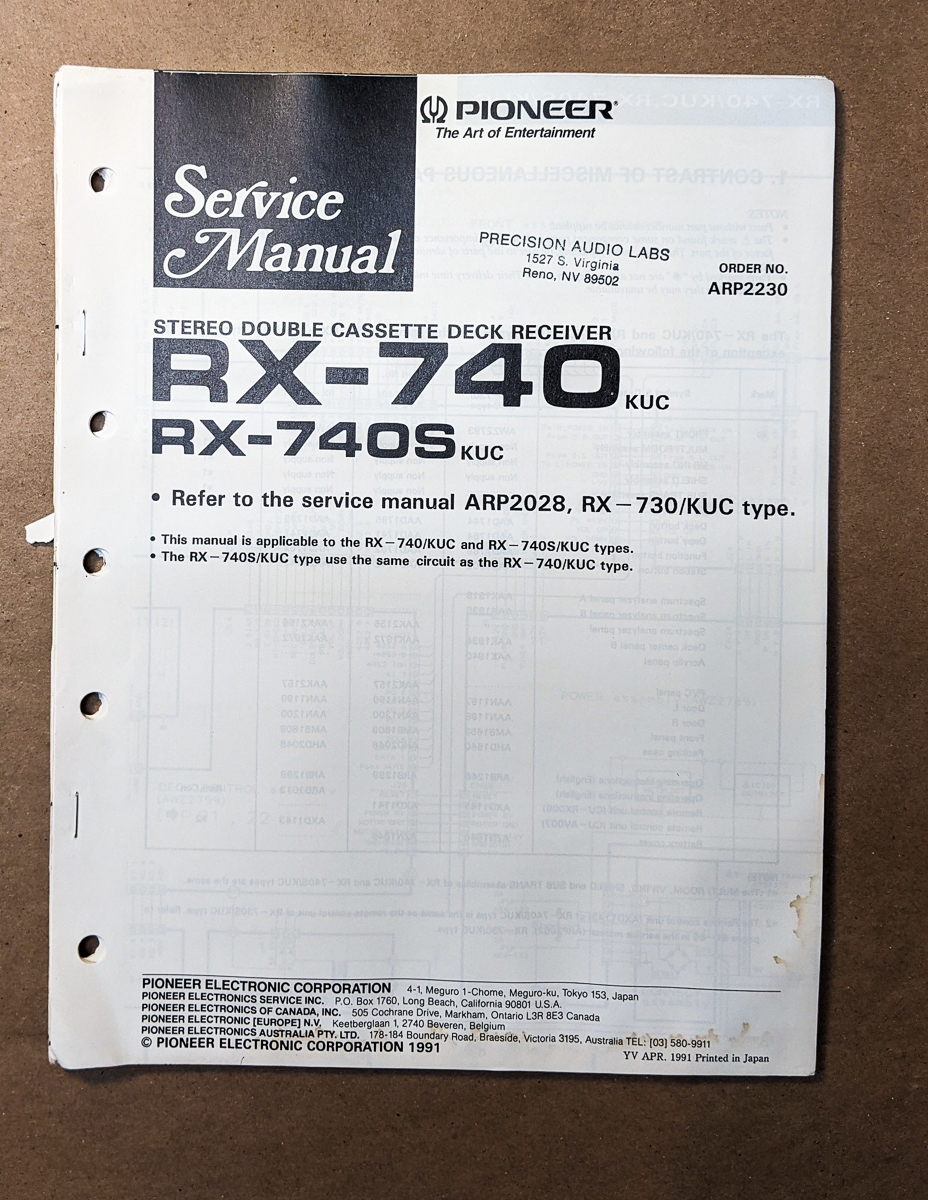 PIONEER®
The Art of Entertainment
Service
Manual
PRECISION AUDIO LABS
1527 S. Virginia
Reno, NV 89502
ORDER NO.
ARP2230
STEREO DOUBLE CASSETTE DECK RECEIVER
RX-740 KUC
RX-740S KUC
• Refer to the service manual ARP2028, RX－730/KUC type.
• This manual is applicable to the RX－740/KUC and RX－740S/KUC types.
• The RX－740S/KUC type use the same circuit as the RX－740/KUC type.
PIONEER ELECTRONIC CORPORATION 4-1, Meguro 1-Chome, Meguro-ku, Tokyo 153, Japan
PIONEER ELECTRONICS SERVICE INC. P.O. Box 1760, Long Beach, California 90801 U.S.A.
PIONEER ELECTRONICS OF CANADA, INC. 505 Cochrane Drive, Markham, Ontario L3R 8E3 Canada
PIONEER ELECTRONIC [EUROPE] N.V. Keetberglaan 1, 2740 Beveren, Belgium
PIONEER ELECTRONICS AUSTRALIA PTY. LTD. 178-184 Boundary Road, Braeside, Victoria 3195, Australia TEL: [03] 580-9911
© PIONEER ELECTRONIC CORPORATION 1991
YV APR. 1991 Printed in Japan